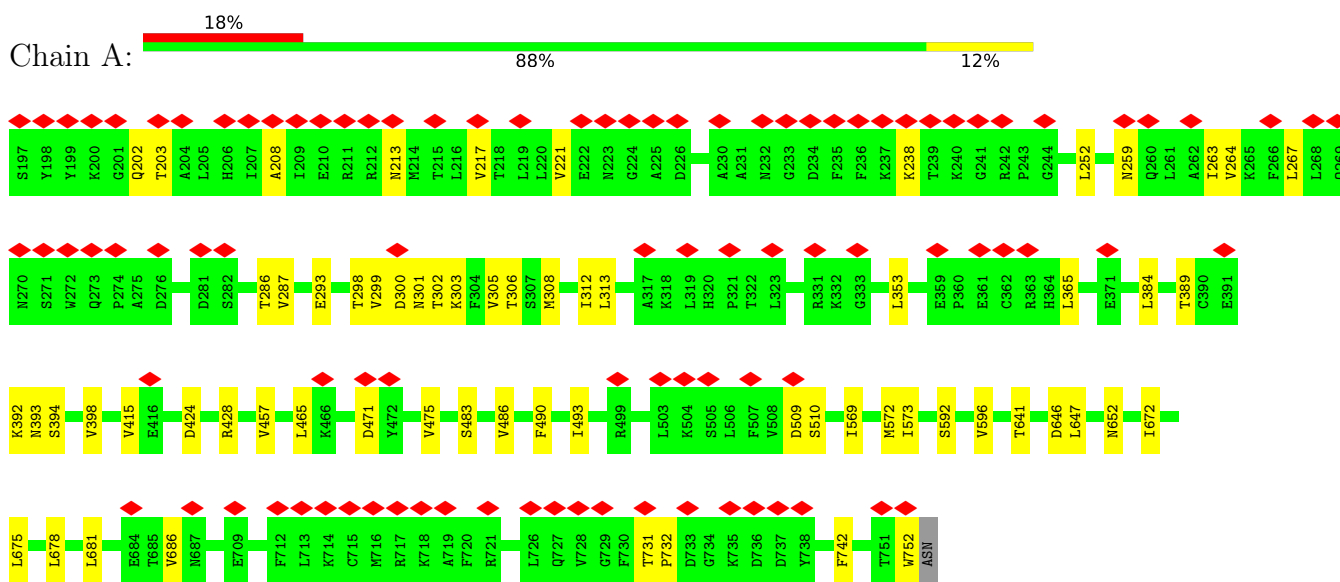 18%
Chain A:
88% 12%
S197 Y198 Y199 K200 G201 Q202 T203 A204 L205 H206 I207 A208 I209 E210 R211 R212 N213 M214 T215 L216 V217 T218 L219 L220 V221 E222 N223 G224 A225 D226 A230 A231 N232 G233 D234 F235 F236 K237 K238 T239 K240 G241 R242 P243 G244 L252 N259 Q260 L261 A262 I263 V264 K265 F266 L267 L268 Q269
N270 S271 W272 Q273 P274 A275 D276 D281 S282 T286 V287 E293 T298 V299 D300 N301 T302 K303 F304 V305 T306 S307 M308 I312 L313 A317 K318 L319 H320 P321 T322 L323 R331 K332 G333 L353 E359 P360 E361 C362 R363 H364 L365 E371 L384 T389 C390 E391
K392 N393 S394 V398 V415 E416 D424 R428 V457 L465 K466 D471 Y472 V475 S483 V486 F490 I493 R499 L503 K504 S505 L506 F507 V508 D509 S510 I569 M572 I573 S592 V596 T641 D646 L647 N652 I672
L675 L678 L681 E684 T685 V686 N687 E709 F712 L713 K714 C715 M716 R717 K718 A719 F720 R721 L726 Q727 V728 G729 F730 T731 P732 D733 G734 K735 D736 D737 Y738 F742 T751 W752 ASN